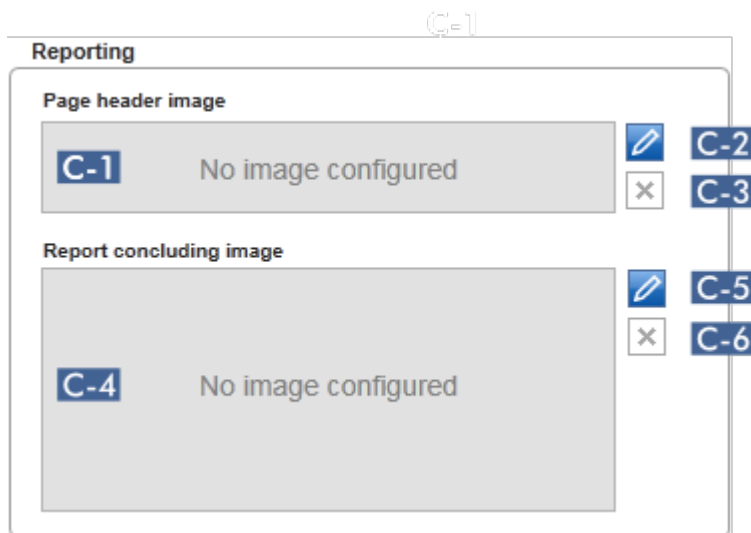 C-1
Reporting
Page header image
C-1 No image configured
C-2
C-3
Report concluding image
C-5
C-6
C-4 No image configured